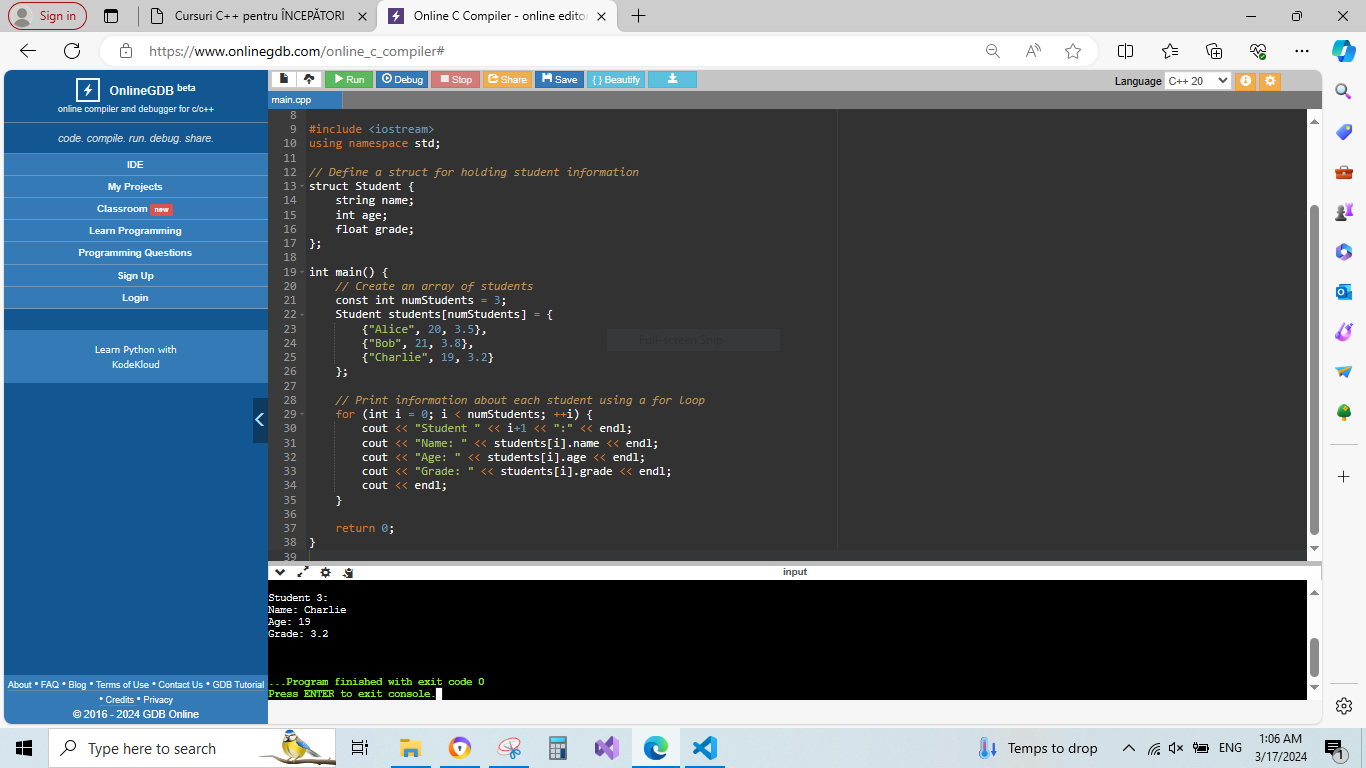 Sign in
Cursuri C++ pentru ÎNCEPĂTORI
Online C Compiler - online edito
https://www.onlinegdb.com/online_c_compiler#
OnlineGDB beta
online compiler and debugger for c/c++
code. compile. run. debug. share.
IDE
My Projects
Classroom new
Learn Programming
Programming Questions
Sign Up
Login
Learn Python with
KodeKloud
About • FAQ • Blog • Terms of Use • Contact Us • GDB Tutorial
• Credits • Privacy
© 2016 - 2024 GDB Online
Run Debug Stop Share Save { } Beautify
Language C++ 20
main.cpp
8
9 #include <iostream>
10 using namespace std;
11
12 // Define a struct for holding student information
13 struct Student {
14 string name;
15 int age;
16 float grade;
17 };
18
19 int main() {
20 // Create an array of students
21 const int numStudents = 3;
22 Student students[numStudents] = {
23 {"Alice", 20, 3.5},
24 {"Bob", 21, 3.8},
25 {"Charlie", 19, 3.2}
26 };
27
28 // Print information about each student using a for loop
29 for (int i = 0; i < numStudents; ++i) {
30 cout << "Student " << i+1 << ":" << endl;
31 cout << "Name: " << students[i].name << endl;
32 cout << "Age: " << students[i].age << endl;
33 cout << "Grade: " << students[i].grade << endl;
34 cout << endl;
35 }
36
37 return 0;
38 }
39
Full-screen Snip
input
Student 3:
Name: Charlie
Age: 19
Grade: 3.2
...Program finished with exit code 0
Press ENTER to exit console.
Type here to search
Temps to drop
ENG
1:06 AM
3/17/2024
1